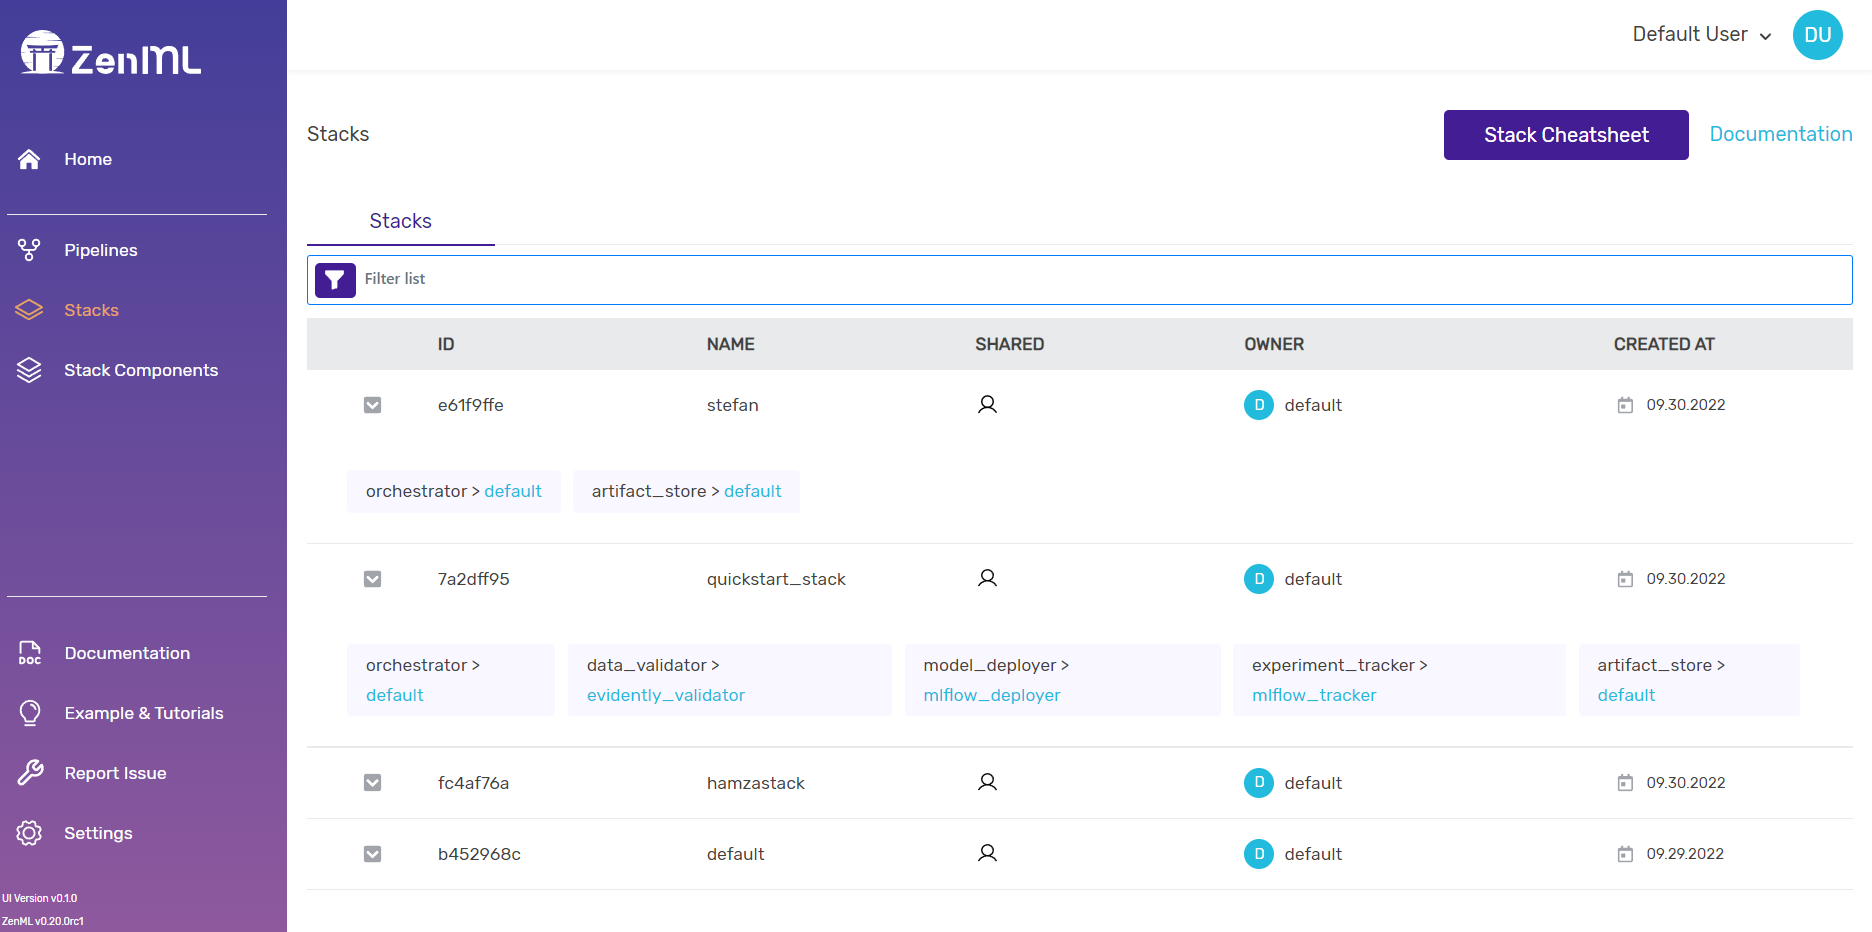 ZenML
Default User
DU
Home
Pipelines
Stacks
Stack Components
Documentation
DOC
Example & Tutorials
Report Issue
Settings
UI Version v0.1.0
ZenML v0.20.0rc1
Stacks
Stack Cheatsheet
Documentation
Stacks
Filter list
ID NAME SHARED OWNER CREATED AT
e61f9ffe stefan D default 09.30.2022
orchestrator > default artifact_store > default
7a2dff95 quickstart_stack D default 09.30.2022
orchestrator > data_validator > model_deployer > experiment_tracker > artifact_store >
default evidently_validator mlflow_deployer mlflow_tracker default
fc4af76a hamzastack D default 09.30.2022
b452968c default D default 09.29.2022